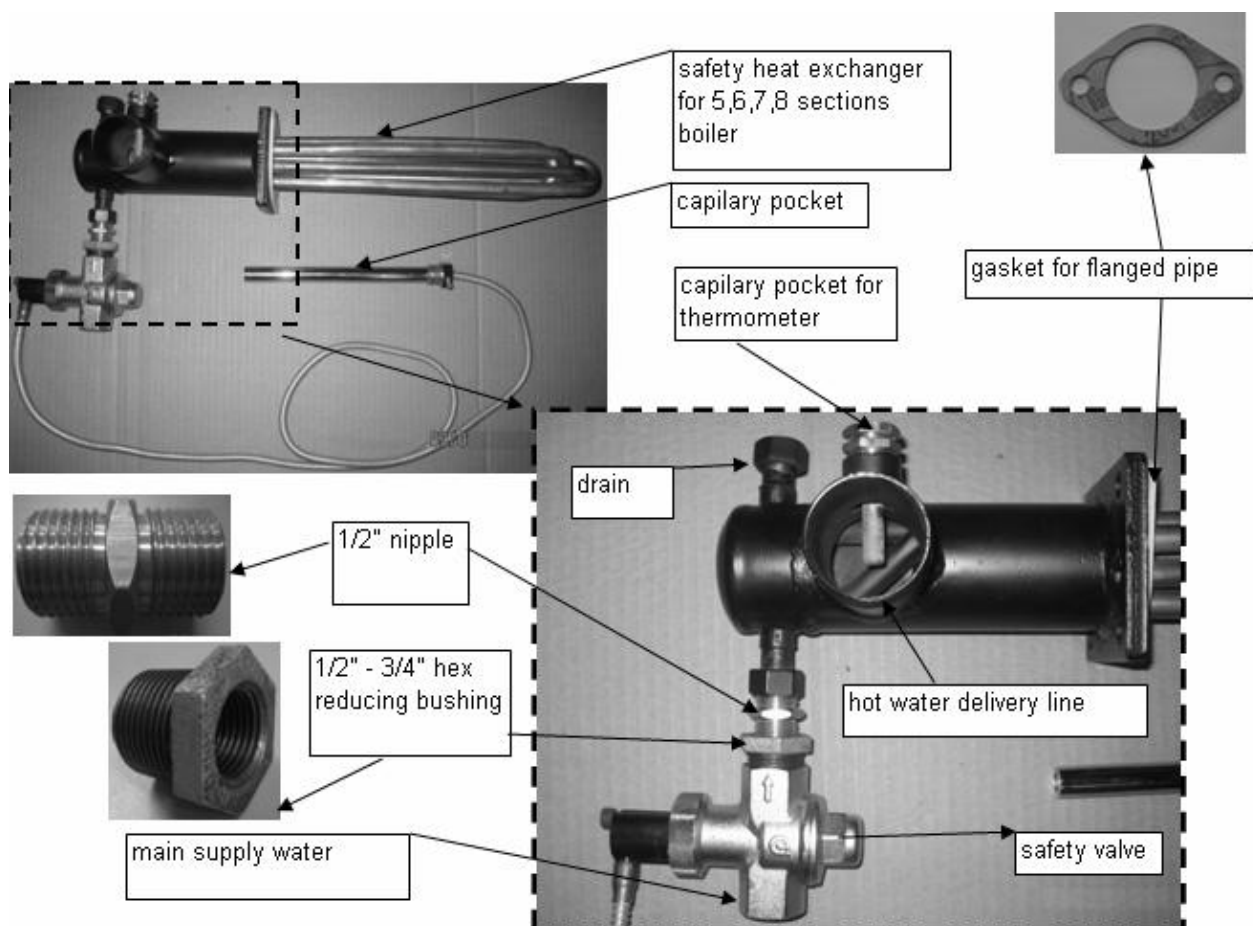 safety heat exchanger
for 5,6,7,8 sections
boiler
capilary pocket
gasket for flanged pipe
capilary pocket for
thermometer
drain
1/2" nipple
1/2" - 3/4" hex
reducing bushing
hot water delivery line
main supply water
safety valve